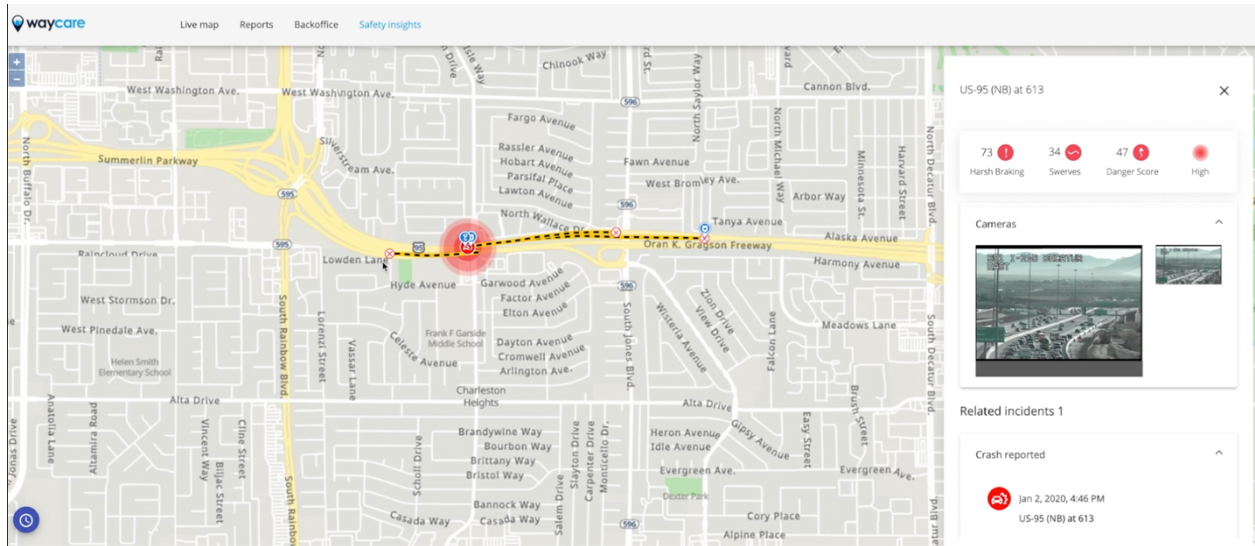 waycare
Live map
Reports
Backoffice
Safety insights
+
−
West Washington Ave.
West Washington Ave.
Chinook Way
Cannon Blvd.
596
North Saylor Way
Fargo Avenue
Silverstream Ave.
North Buffalo Dr.
Summerlin Parkway
Rassler Avenue
Hobart Avenue
Parsifal Place
Lawton Avenue
Fawn Avenue
North Michael Way
Minnesota St.
Harvard Street
North Decatur Blvd.
Arbor Way
595
596
North Wallace Dr.
Tanya Avenue
595
95
Oran K. Gragson Freeway
Alaska Avenue
Raincloud Drive
Lowden Lane
Harmony Avenue
Hyde Avenue
Garwood Avenue
Factor Avenue
Elton Avenue
596
West Stormson Dr.
West Pinedale Ave.
South Rainbow Blvd.
Lorenzi Street
Vassar Lane
Celeste Avenue
Frank F Garside
Middle School
Dayton Avenue
Cromwell Avenue
Arlington Ave.
South Jones Blvd.
Wisteria Avenue
Zion Drive
View Drive
Falcon Lane
Meadows Lane
South Decatur Blvd.
Helen Smith
Elementary School
Charleston
Heights
Alta Drive
Alta Drive
Anatolia Lane
Altamira Road
Vincent Way
Cline Street
Biljac Street
Scholl Drive
Brandywine Way
Bourbon Way
Brittany Way
Bristol Way
Slayton Drive
Carpenter Drive
Monticello Dr.
Heron Avenue
Idle Avenue
Gipsy Avenue
Easy Street
Brush Street
Evergreen Ave.
Evergreen Ave.
Dexter Park
Bannock Way
Casada Way
Casada Way
Salem Drive
596
Cory Place
Alpine Place
US-95 (NB) at 613
73
Harsh Braking
34
Swerves
47
Danger Score
High
Cameras
Related incidents 1
Crash reported
Jan 2, 2020, 4:46 PM
US-95 (NB) at 613